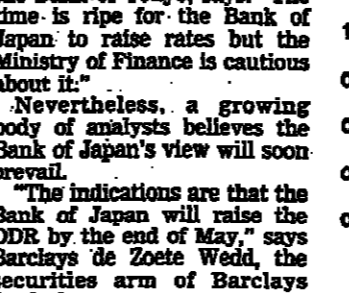 time is ripe for the Bank of
Japan to raise rates but the
Ministry of Finance is cautious
about it."
Nevertheless, a growing
body of analysts believes the
Bank of Japan's view will soon
prevail.
"The indications are that the
Bank of Japan will raise the
ODR by the end of May," says
Barclays de Zoete Wedd, the
securities arm of Barclays